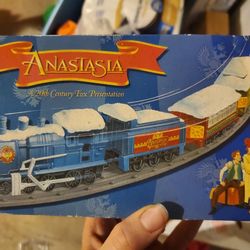 ANASTASIA
A 20th Century Fox Presentation